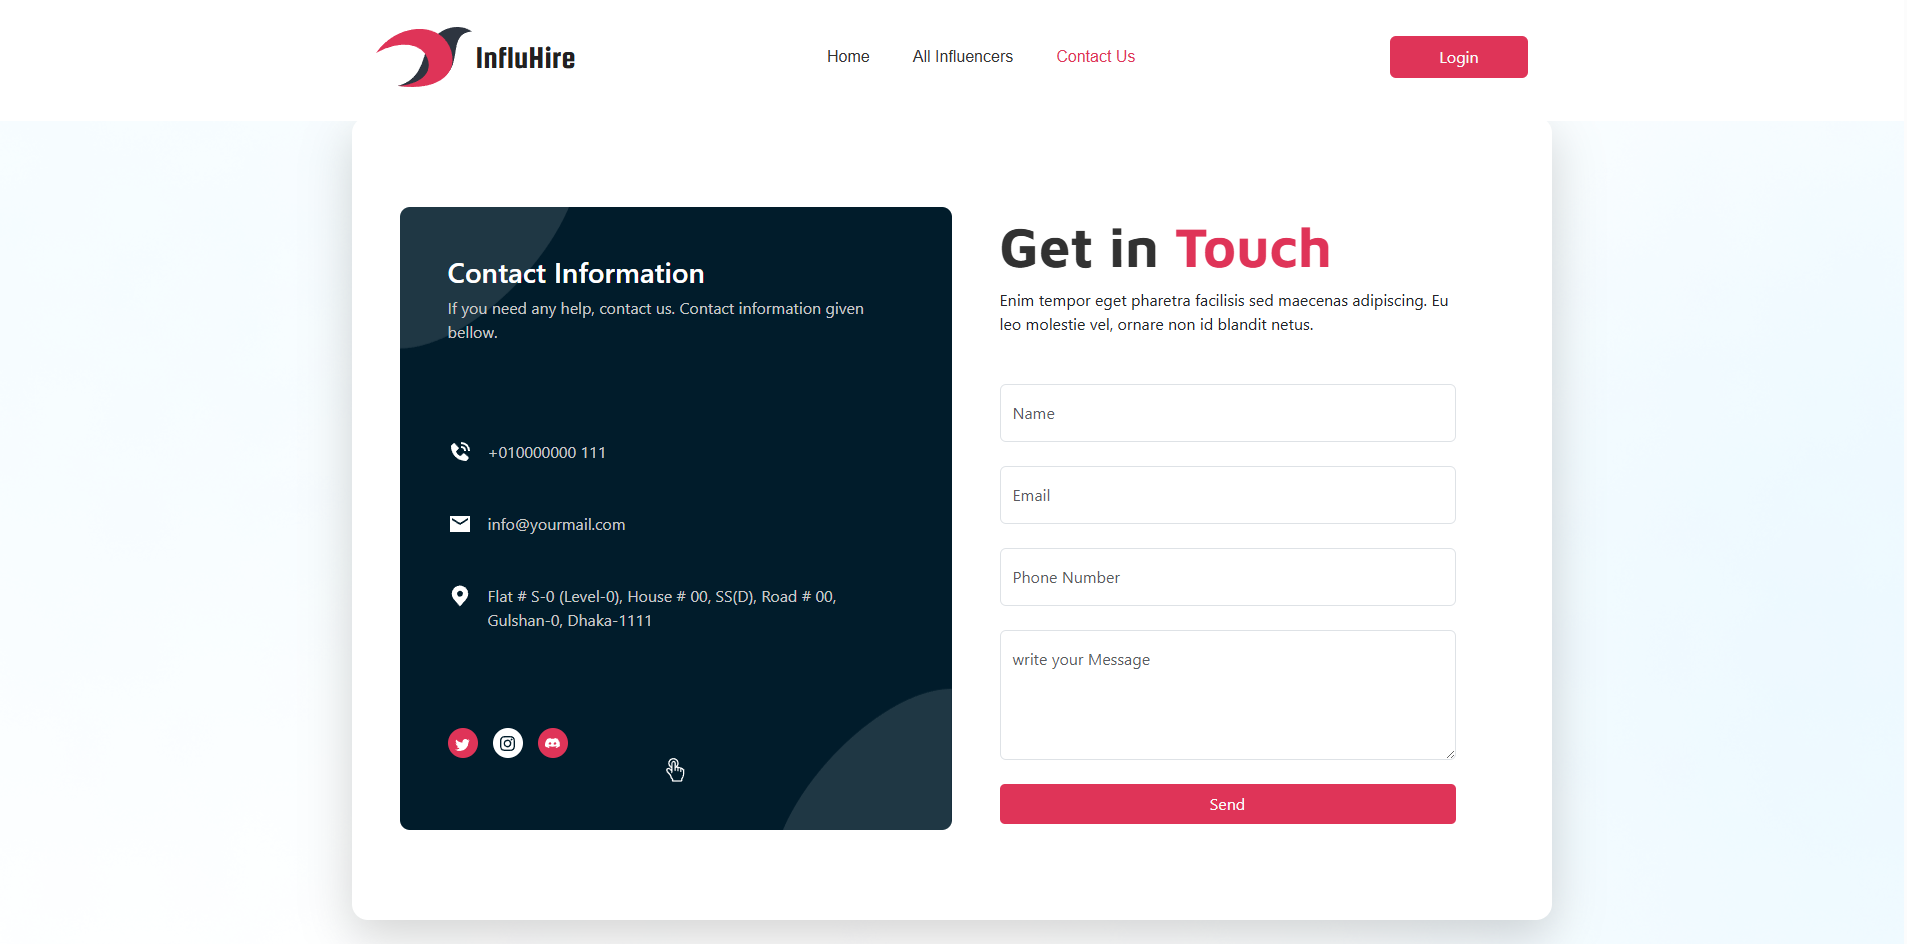 InfluHire
Home
All Influencers
Contact Us
Login
Contact Information
If you need any help, contact us. Contact information given
bellow.
+010000000 111
info@yourmail.com
Flat # S-0 (Level-0), House # 00, SS(D), Road # 00,
Gulshan-0, Dhaka-1111
Get in Touch
Enim tempor eget pharetra facilisis sed maecenas adipiscing. Eu
leo molestie vel, ornare non id blandit netus.
Name
Email
Phone Number
write your Message
Send